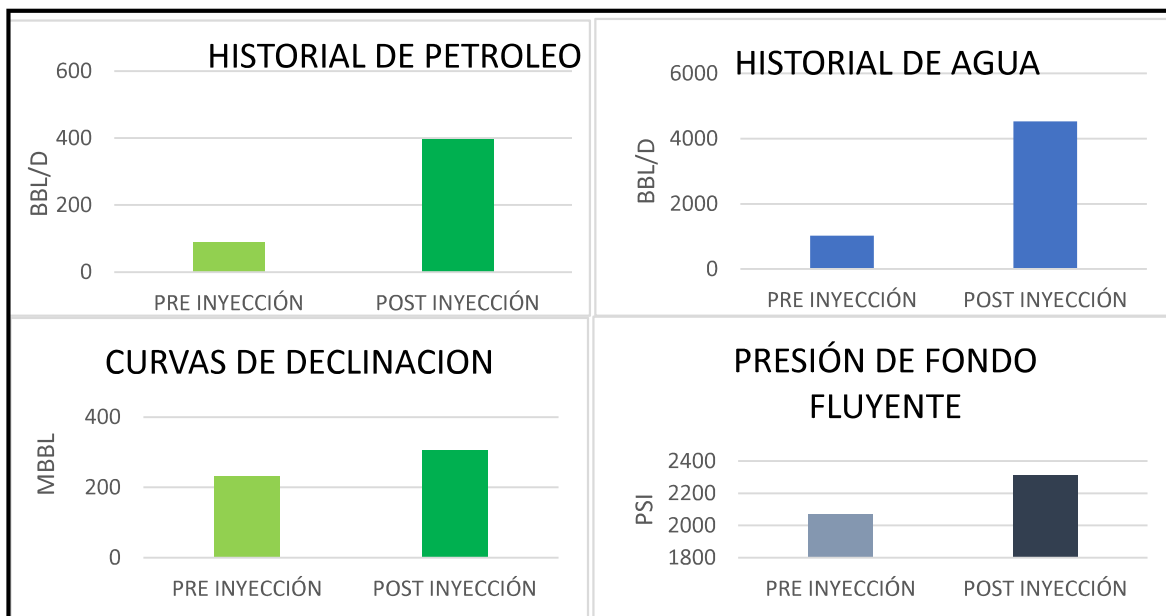 HISTORIAL DE PETROLEO
600
400
200
0
BBL/D
PRE INYECCIÓN
POST INYECCIÓN
HISTORIAL DE AGUA
6000
4000
2000
0
BBL/D
PRE INYECCIÓN
POST INYECCIÓN
CURVAS DE DECLINACION
400
200
0
MBBL
PRE INYECCIÓN
POST INYECCIÓN
PRESIÓN DE FONDO
FLUYENTE
2400
2200
2000
1800
PSI
PRE INYECCIÓN
POST INYECCIÓN